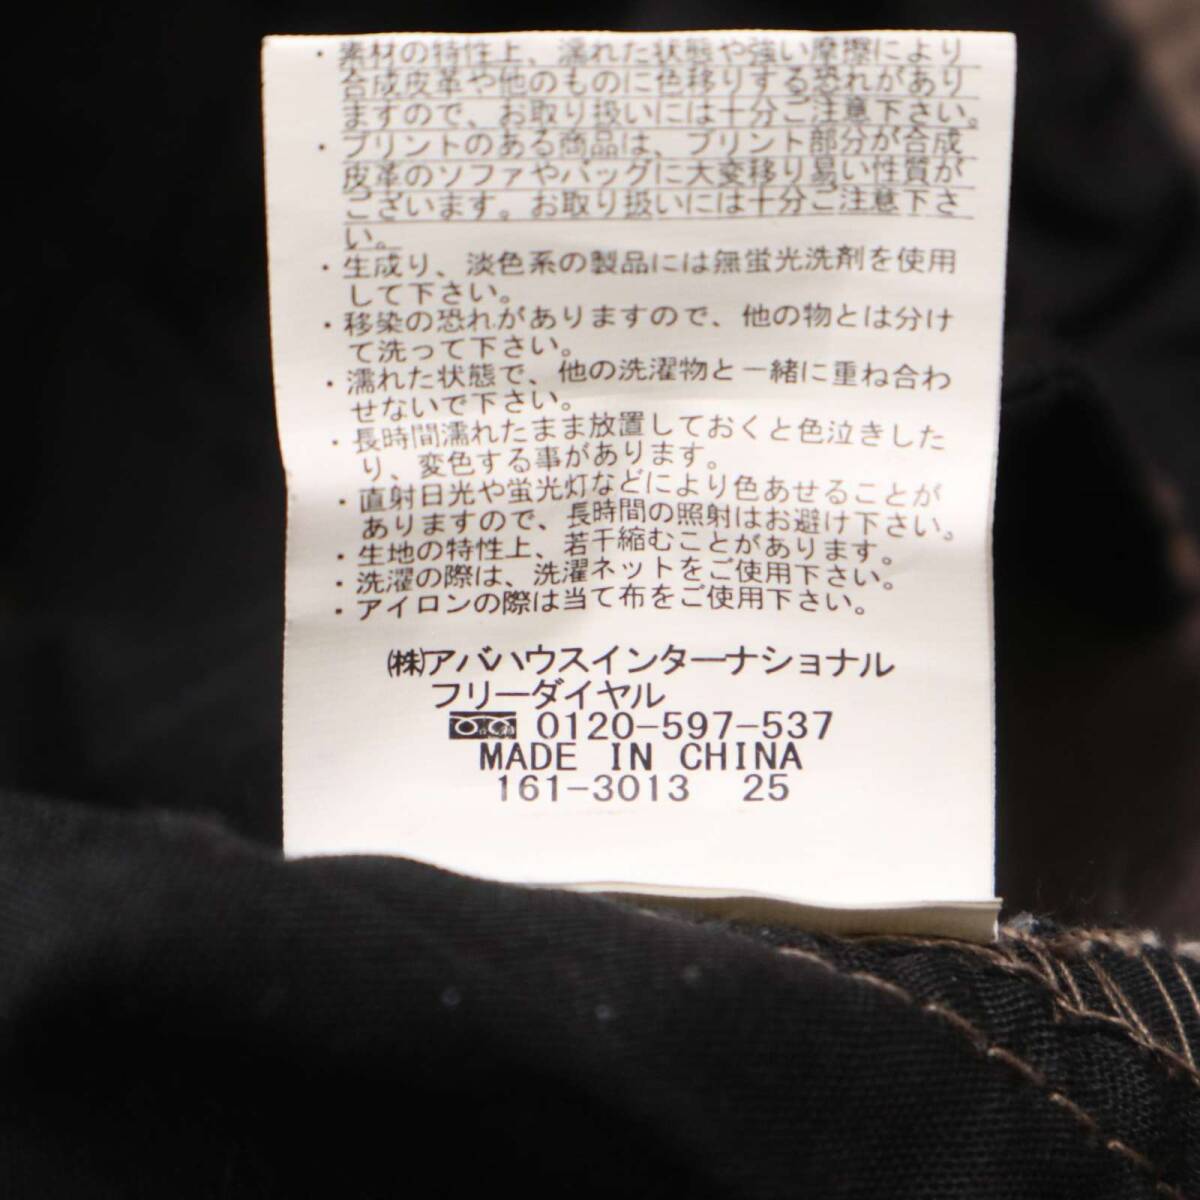 ・素材の特性上、濡れた状態や強い摩擦により
合成皮革や他のものに色移りする恐れがあり
ますので、お取り扱いには十分ご注意下さい。
・プリントのある商品は、プリント部分が合成
皮革のソファやバッグに大変移り易い性質が
ございます。お取り扱いには十分ご注意下さ
い。
・生成り、淡色系の製品には無蛍光洗剤を使用
して下さい。
・移染の恐れがありますので、他の物とは分け
て洗って下さい。
・濡れた状態で、他の洗濯物と一緒に重ね合わ
せないで下さい。
・長時間濡れたまま放置しておくと色泣きした
り、変色する事があります。
・直射日光や蛍光灯などにより色あせることが
ありますので、長時間の照射はお避け下さい。
・生地の特性上、若干縮むことがあります。
・洗濯の際は、洗濯ネットをご使用下さい。
・アイロンの際は当て布をご使用下さい。
㈱アバハウスインターナショナル
フリーダイヤル
0120-597-537
MADE IN CHINA
161-3013 25